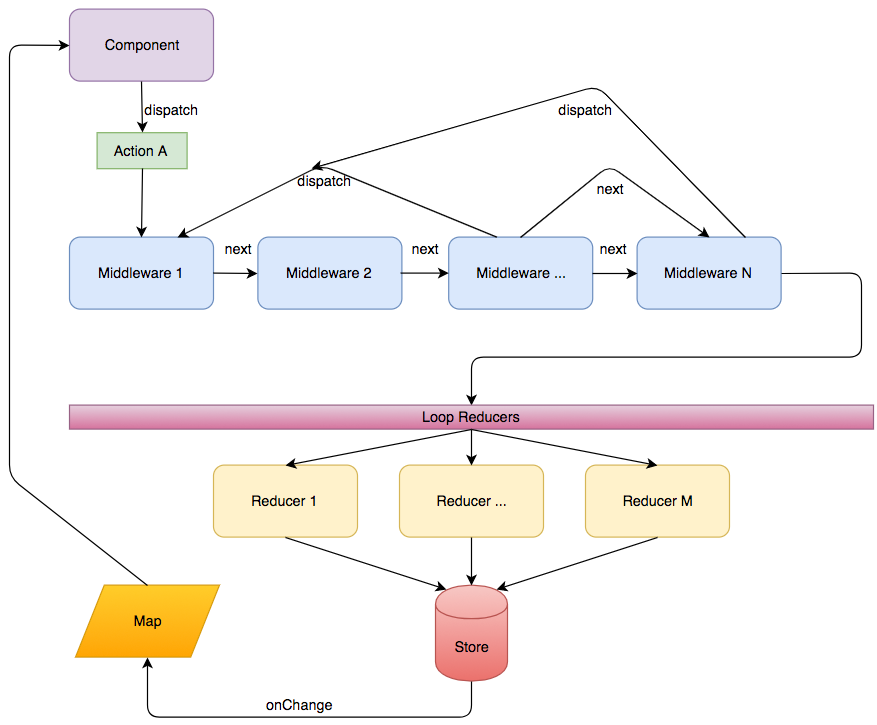 Component
dispatch
dispatch
Action A
dispatch
next
next
next
next
Middleware 1
Middleware 2
Middleware ...
Middleware N
Loop Reducers
Reducer 1
Reducer ...
Reducer M
Map
Store
onChange